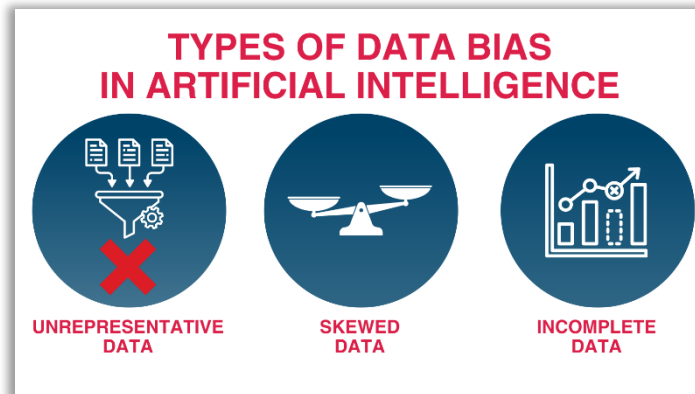 TYPES OF DATA BIAS
IN ARTIFICIAL INTELLIGENCE
UNREPRESENTATIVE
DATA
SKEWED
DATA
INCOMPLETE
DATA